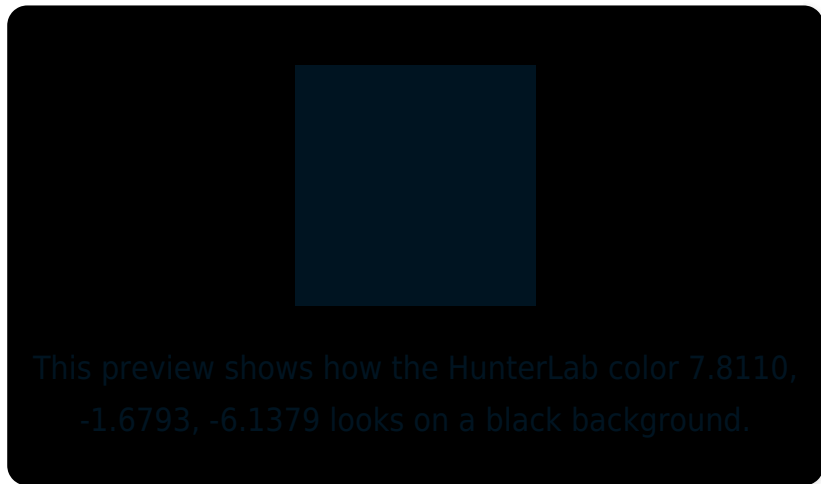 This preview shows how the HunterLab color 7.8110,
-1.6793, -6.1379 looks on a black background.